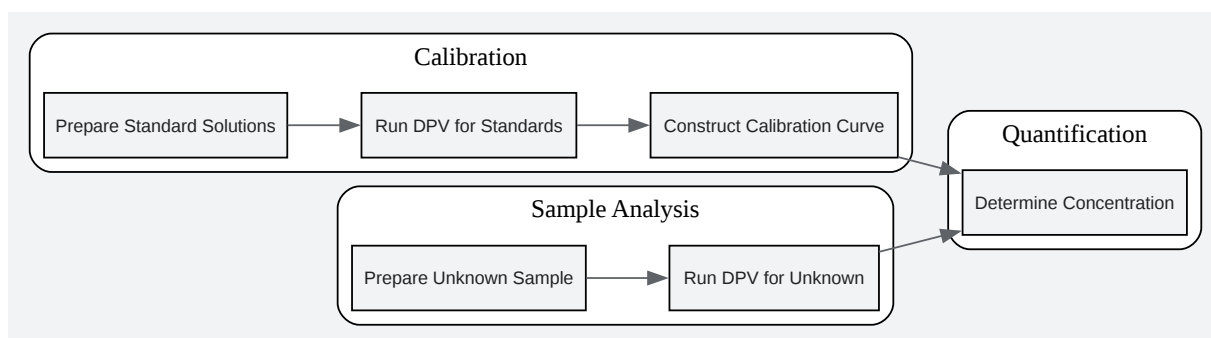 Calibration
Prepare Standard Solutions
Run DPV for Standards
Construct Calibration Curve
Quantification
Determine Concentration
Sample Analysis
Prepare Unknown Sample
Run DPV for Unknown